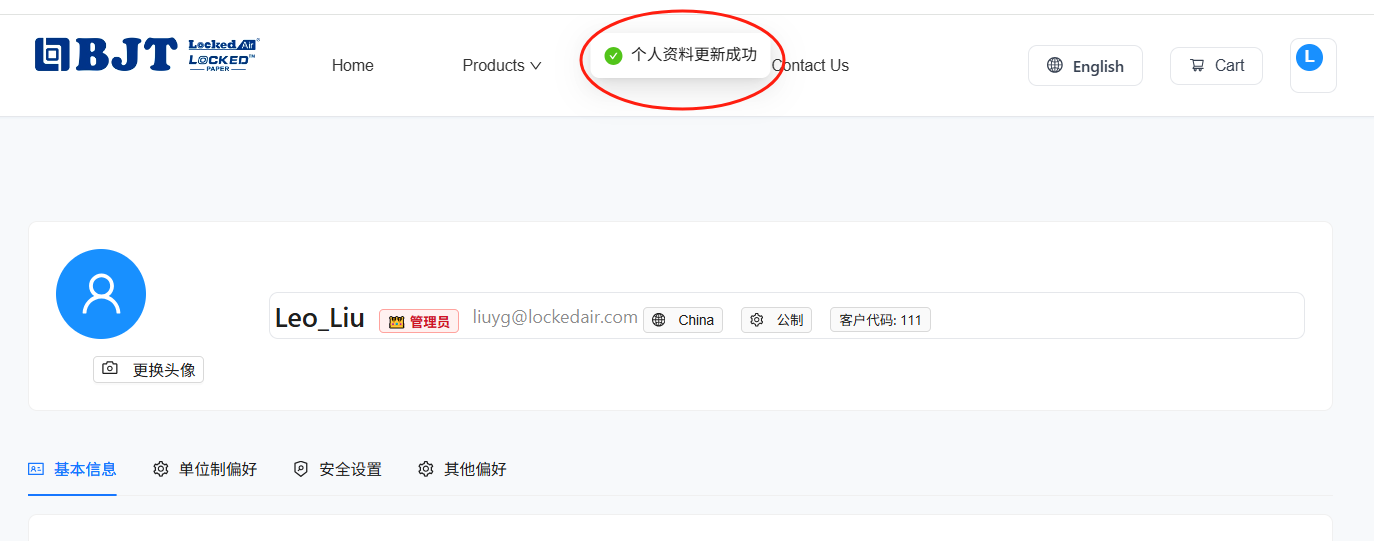 BJT Locked Air®
LOCKED™
PAPER
Home
Products
个人资料更新成功
Contact Us
English
Cart
L
Leo_Liu
管理员
liuyg@lockedair.com
China
公制
客户代码: 111
更换头像
基本信息
单位制偏好
安全设置
其他偏好